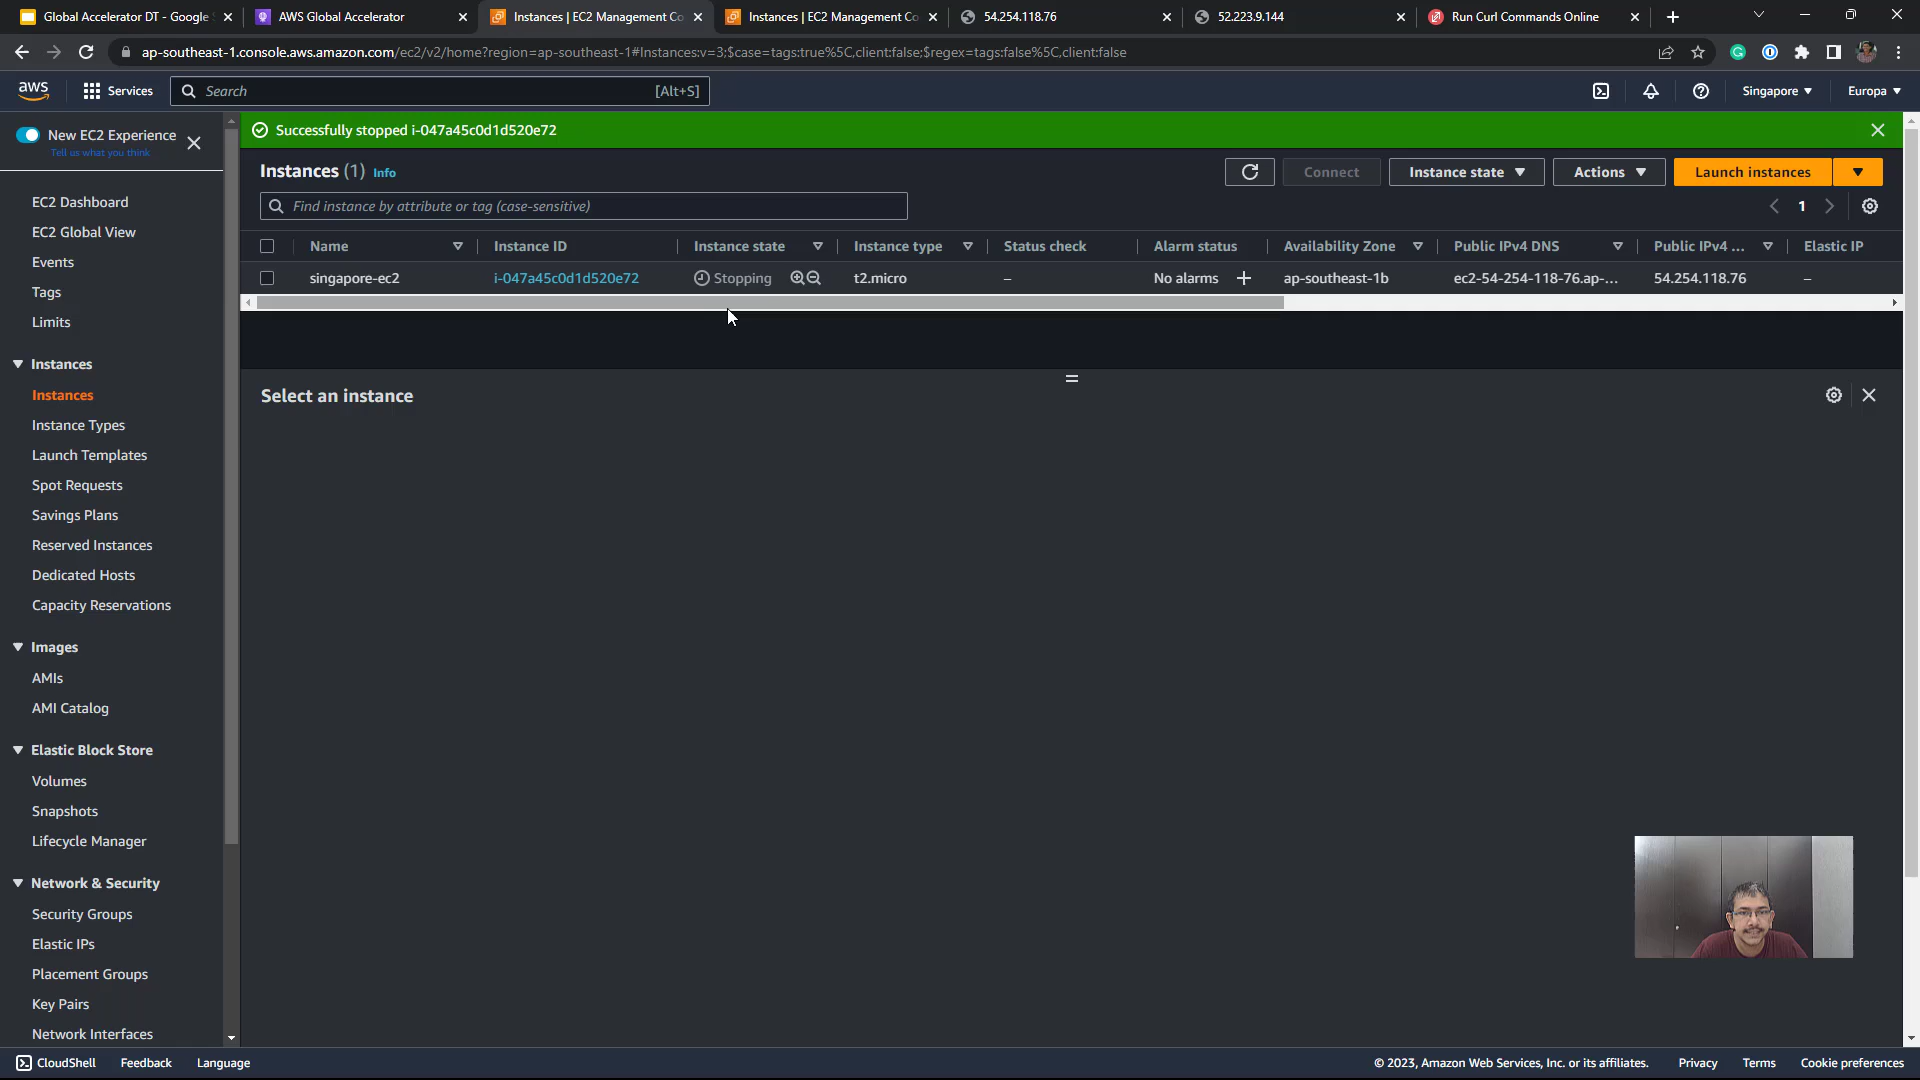 Global Accelerator DT - Google S
AWS Global Accelerator
Instances | EC2 Management Co
Instances | EC2 Management Co
54.254.118.76
52.223.9.144
Run Curl Commands Online
ap-southeast-1.console.aws.amazon.com/ec2/v2/home?region=ap-southeast-1#Instances:v=3;$case=tags:true%5C,client:false;$regex=tags:false%5C,client:false
aws
Services
Search
[Alt+S]
Singapore
Europa
New EC2 Experience
Tell us what you think
Successfully stopped i-047a45c0d1d520e72
Instances (1) Info
Connect
Instance state
Actions
Launch instances
Find instance by attribute or tag (case-sensitive)
1
Name Instance ID Instance state Instance type Status check Alarm status Availability Zone Public IPv4 DNS Public IPv4 ... Elastic IP
singapore-ec2 i-047a45c0d1d520e72 Stopping t2.micro – No alarms + ap-southeast-1b ec2-54-254-118-76.ap-... 54.254.118.76 –
Select an instance
EC2 Dashboard
EC2 Global View
Events
Tags
Limits
Instances
Instances
Instance Types
Launch Templates
Spot Requests
Savings Plans
Reserved Instances
Dedicated Hosts
Capacity Reservations
Images
AMIs
AMI Catalog
Elastic Block Store
Volumes
Snapshots
Lifecycle Manager
Network & Security
Security Groups
Elastic IPs
Placement Groups
Key Pairs
Network Interfaces
CloudShell
Feedback
Language
© 2023, Amazon Web Services, Inc. or its affiliates.
Privacy
Terms
Cookie preferences